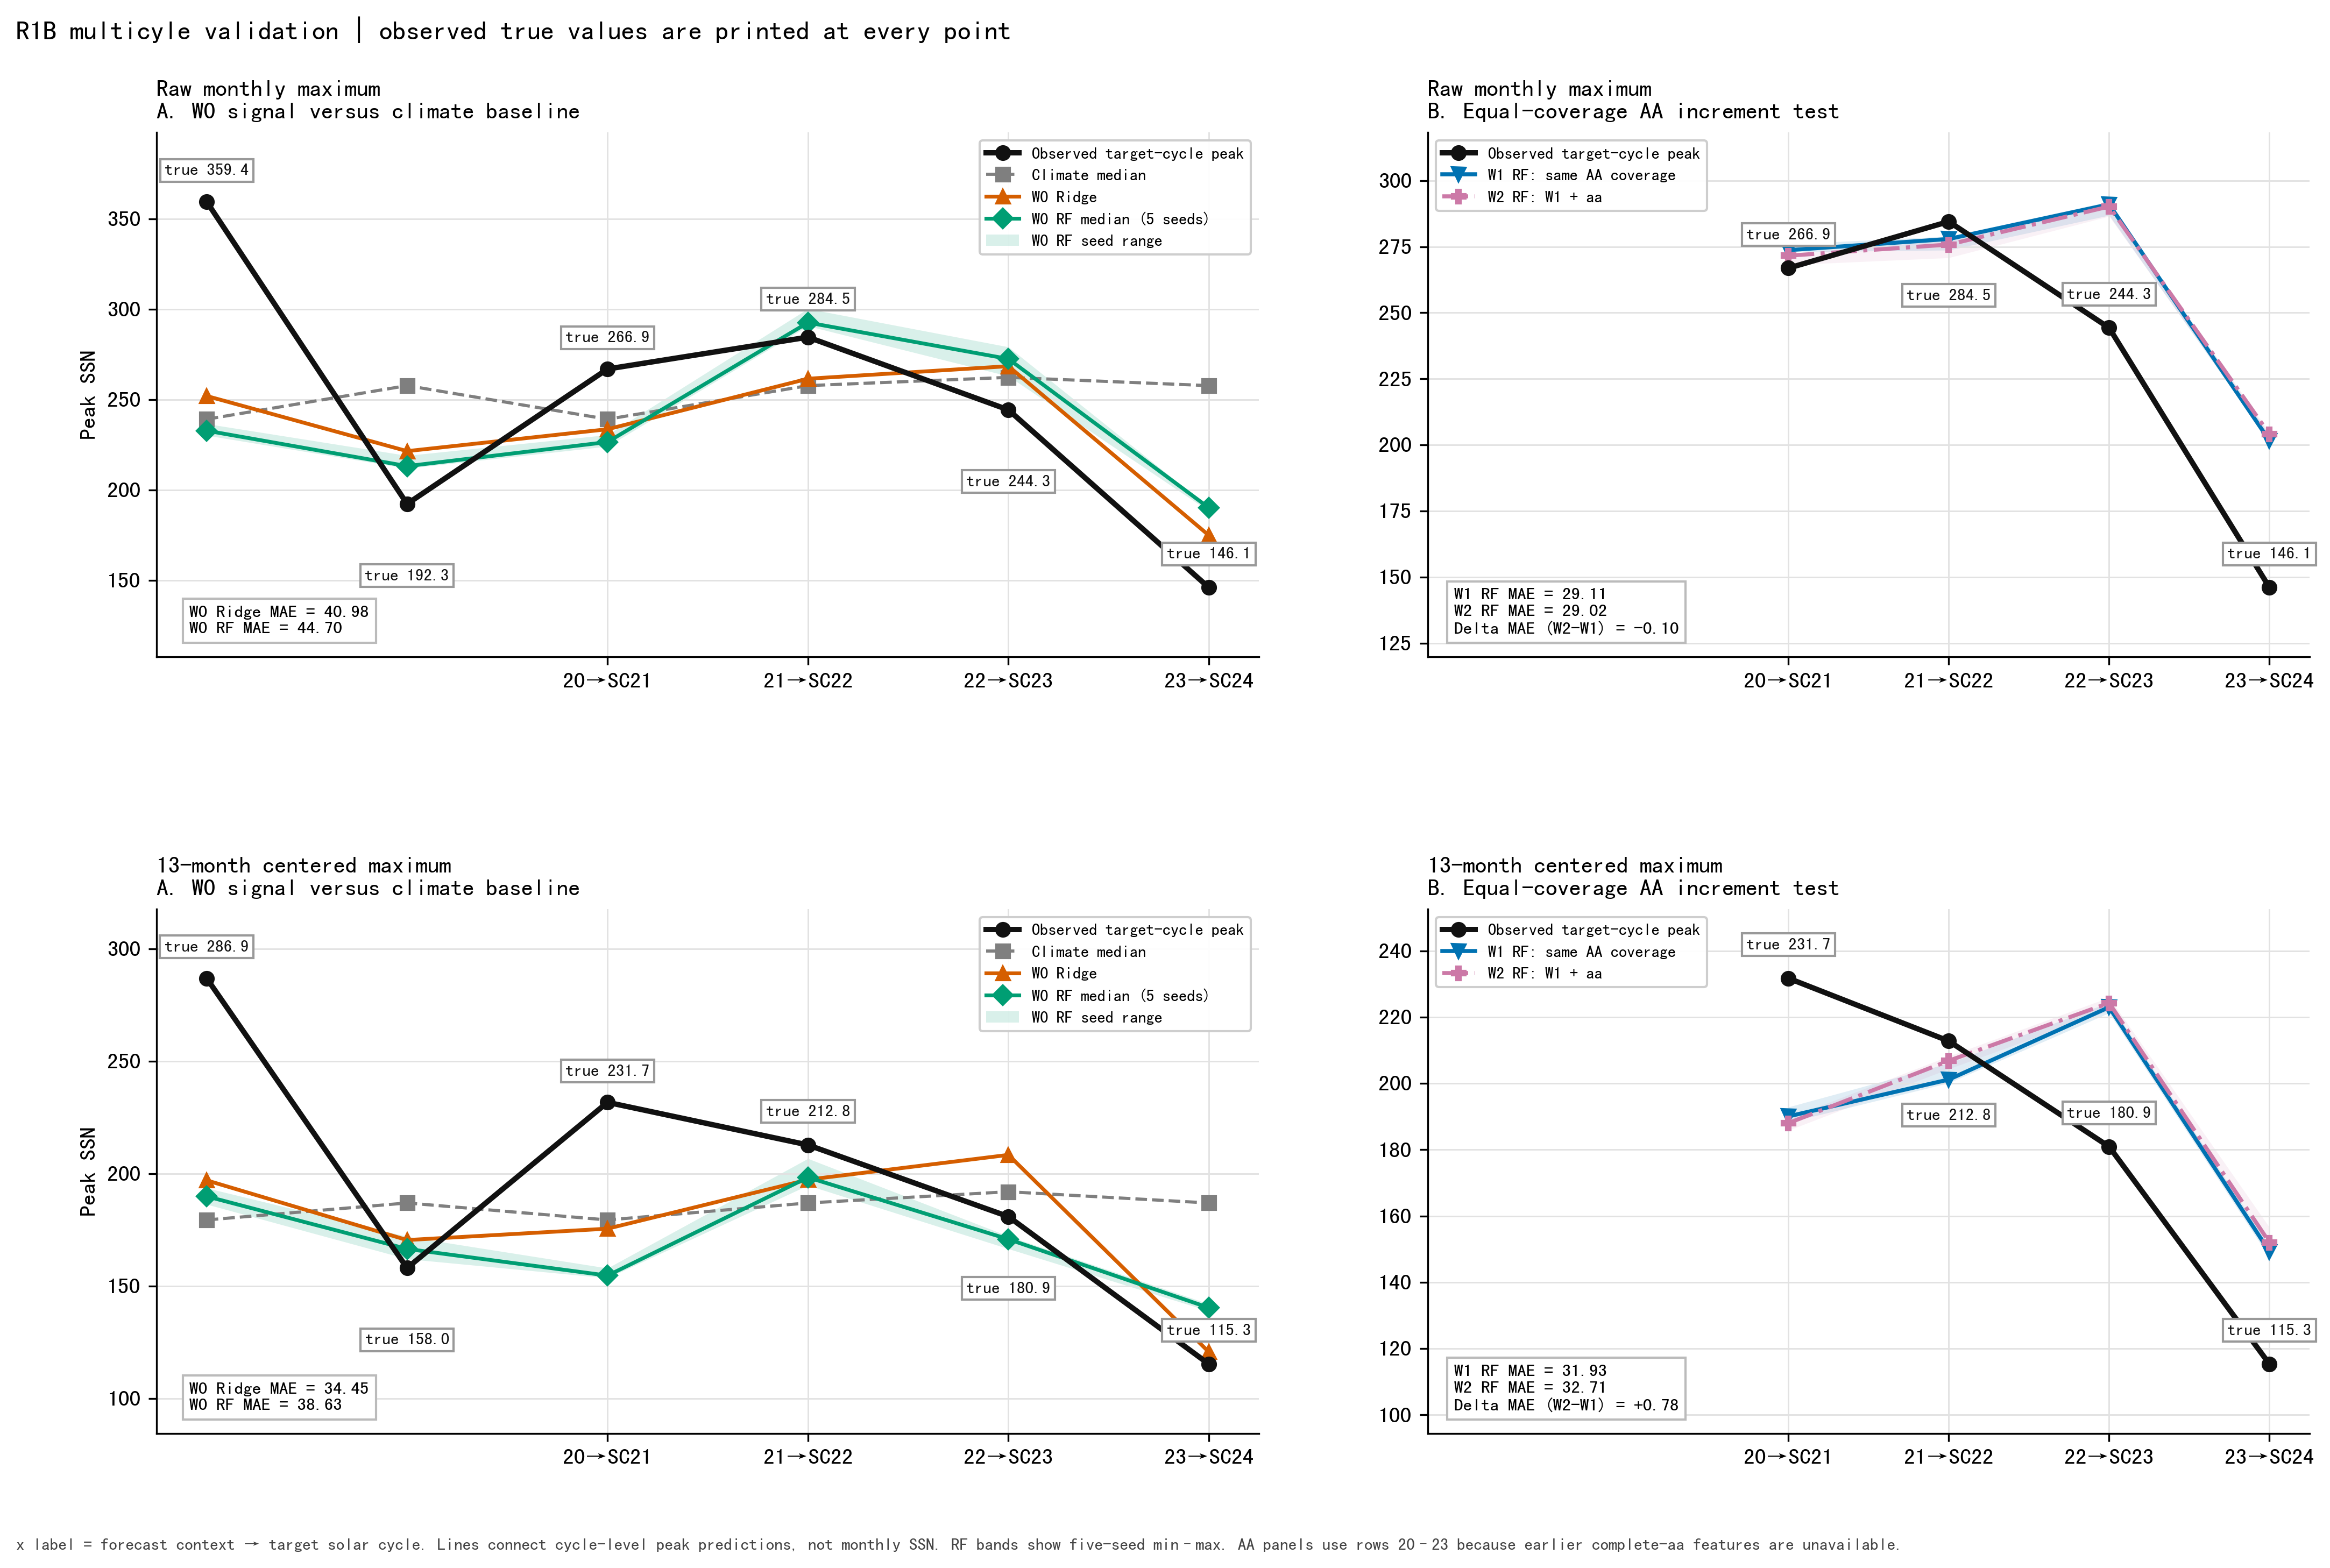 R1B multicyle validation | observed true values are printed at every point
Raw monthly maximum
A. W0 signal versus climate baseline
Observed target-cycle peak
Climate median
W0 Ridge
W0 RF median (5 seeds)
W0 RF seed range
true 359.4
true 192.3
true 266.9
true 284.5
true 244.3
true 146.1
Peak SSN
350
300
250
200
150
W0 Ridge MAE = 40.98
W0 RF MAE = 44.70
20→SC21
21→SC22
22→SC23
23→SC24
Raw monthly maximum
B. Equal-coverage AA increment test
Observed target-cycle peak
W1 RF: same AA coverage
W2 RF: W1 + aa
true 266.9
true 284.5
true 244.3
true 146.1
300
275
250
225
200
175
150
125
W1 RF MAE = 29.11
W2 RF MAE = 29.02
Delta MAE (W2-W1) = -0.10
20→SC21
21→SC22
22→SC23
23→SC24
13-month centered maximum
A. W0 signal versus climate baseline
Observed target-cycle peak
Climate median
W0 Ridge
W0 RF median (5 seeds)
W0 RF seed range
true 286.9
true 158.0
true 231.7
true 212.8
true 180.9
true 115.3
Peak SSN
300
250
200
150
100
W0 Ridge MAE = 34.45
W0 RF MAE = 38.63
20→SC21
21→SC22
22→SC23
23→SC24
13-month centered maximum
B. Equal-coverage AA increment test
Observed target-cycle peak
W1 RF: same AA coverage
W2 RF: W1 + aa
true 231.7
true 212.8
true 180.9
true 115.3
240
220
200
180
160
140
120
100
W1 RF MAE = 31.93
W2 RF MAE = 32.71
Delta MAE (W2-W1) = +0.78
20→SC21
21→SC22
22→SC23
23→SC24
x label = forecast context → target solar cycle. Lines connect cycle-level peak predictions, not monthly SSN. RF bands show five-seed min–max. AA panels use rows 20–23 because earlier complete-aa features are unavailable.